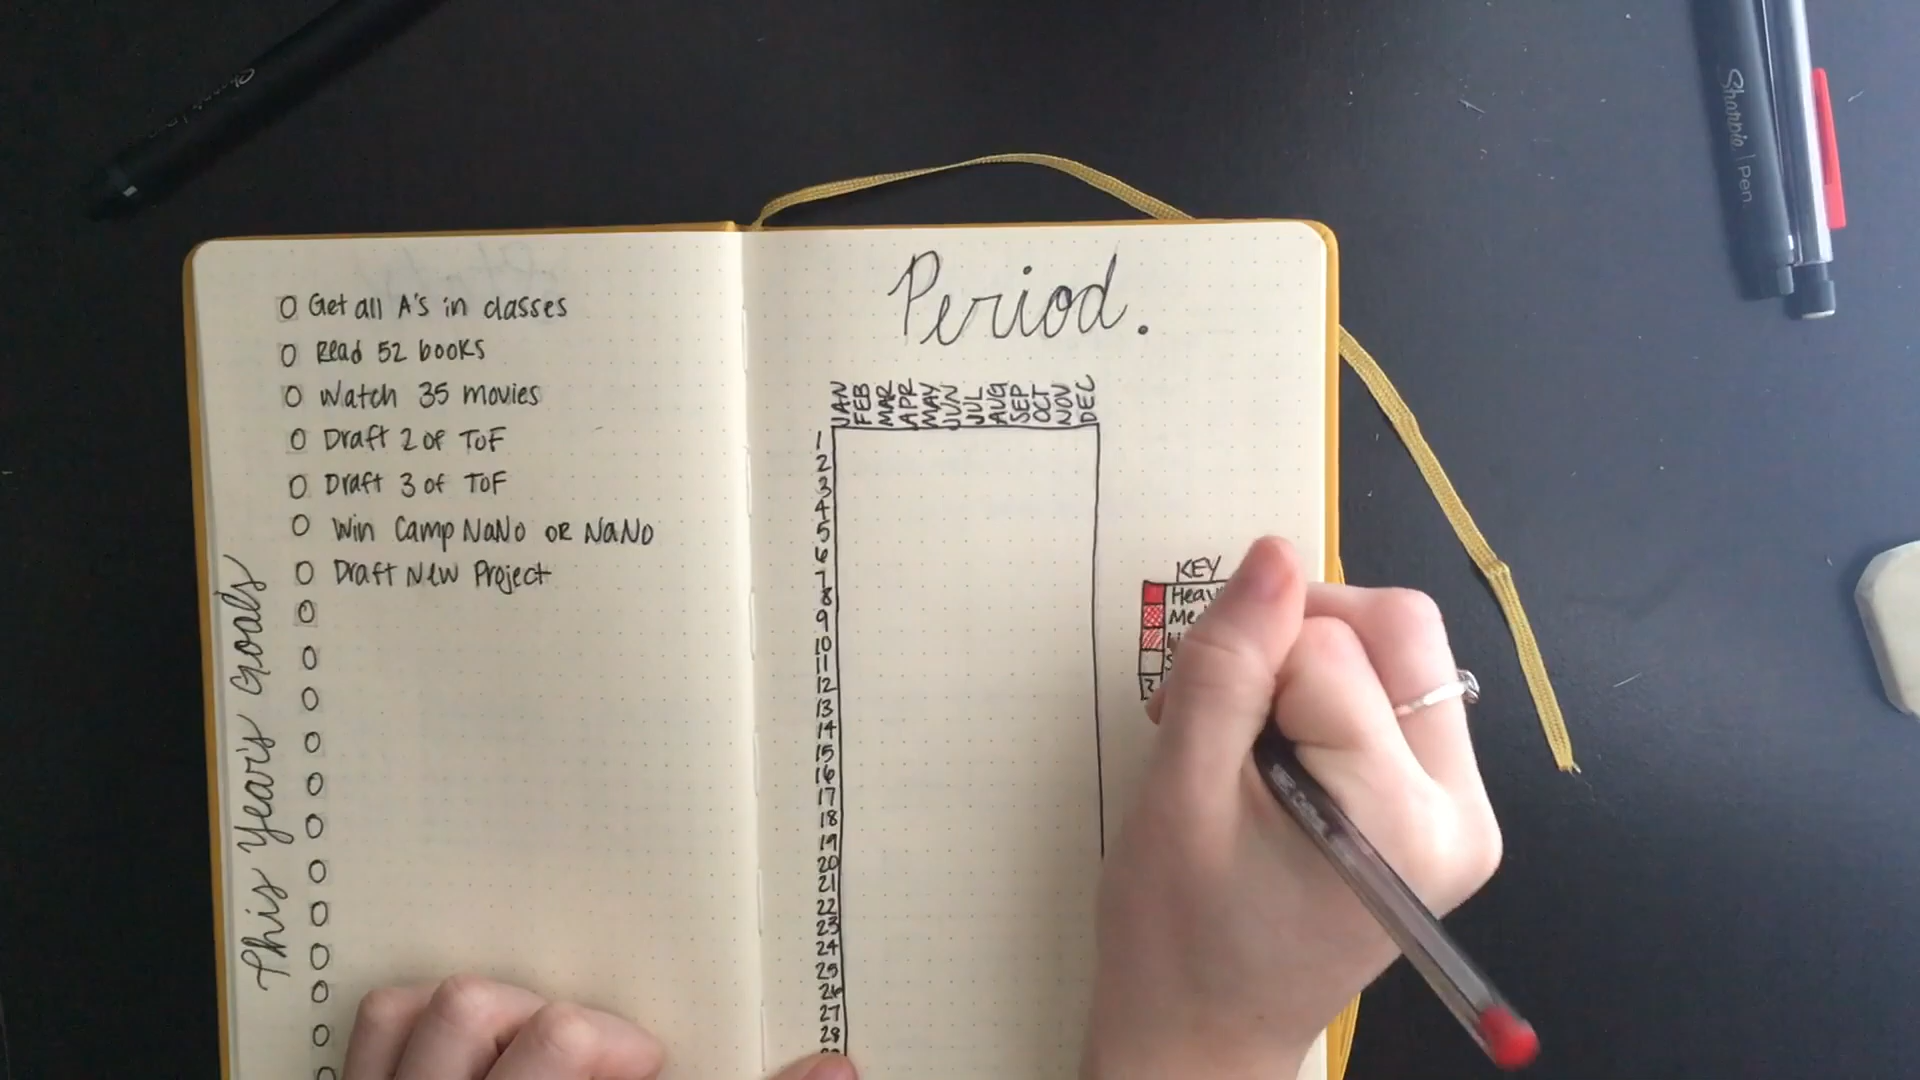 Get all A's in classes
Read 52 books
Watch 35 movies
Draft 2 of ToF
Draft 3 of ToF
Win Camp NaNo OR NaNo
Draft New Project
This Year's Goals
Period.
JAN FEB MAR APR MAY JUN JUL AUG SEP OCT NOV DEC
1
2
3
4
5
6
7
8
9
10
11
12
13
14
15
16
17
18
19
20
21
22
23
24
25
26
27
28
KEY
Sharpie | Pen